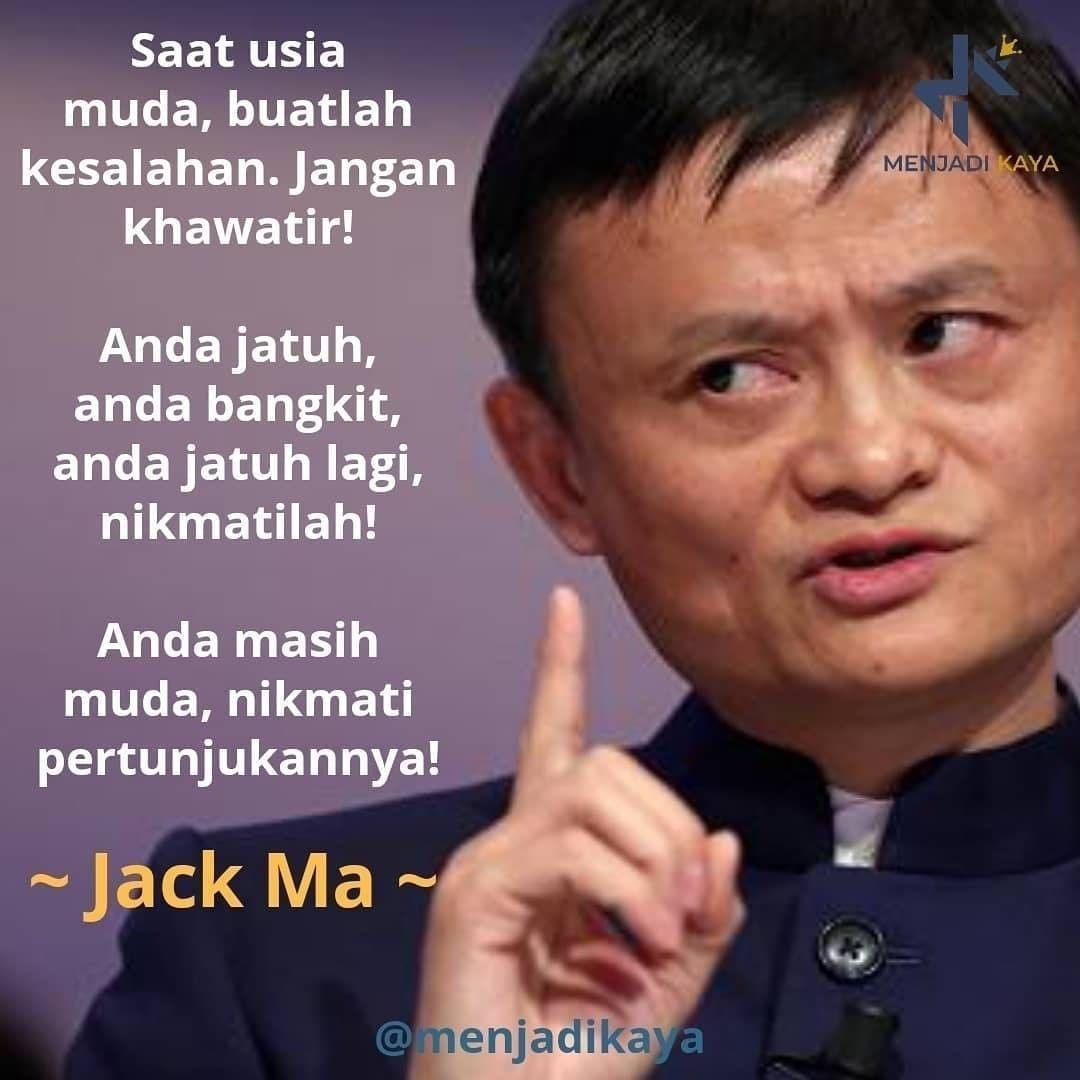 Saat usia
muda, buatlah
kesalahan. Jangan
khawatir!
Anda jatuh,
anda bangkit,
anda jatuh lagi,
nikmatilah!
Anda masih
muda, nikmati
pertunjukannya!
~ Jack Ma ~
MENJADI KAYA
@menjadikaya